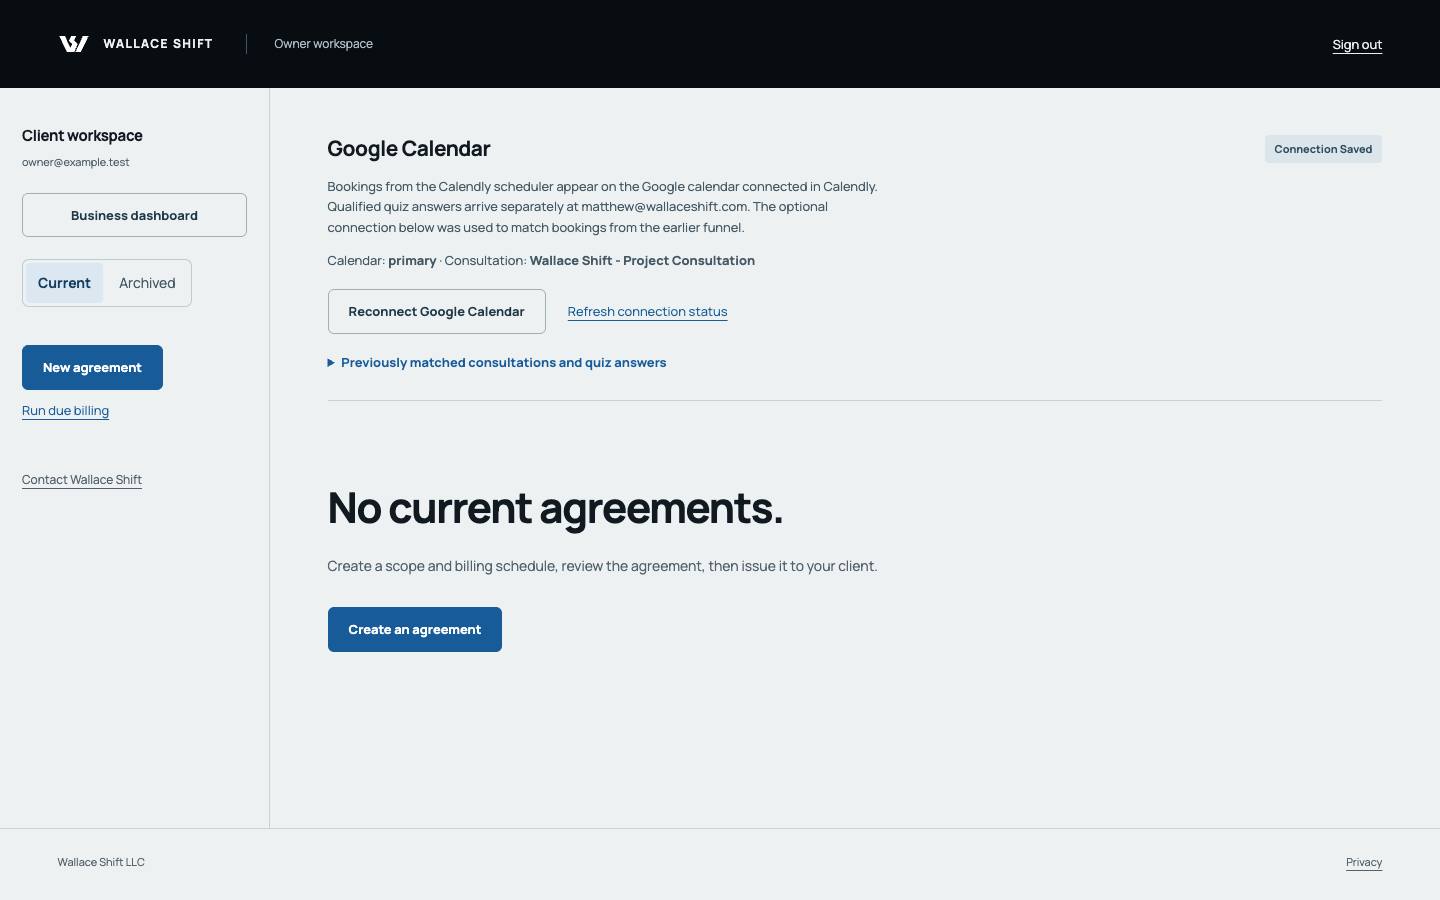 WALLACE SHIFT
Owner workspace
Sign out
Client workspace
owner@example.test
Business dashboard
Current
Archived
New agreement
Run due billing
Contact Wallace Shift
Google Calendar
Connection Saved
Bookings from the Calendly scheduler appear on the Google calendar connected in Calendly.
Qualified quiz answers arrive separately at matthew@wallaceshift.com. The optional
connection below was used to match bookings from the earlier funnel.
Calendar: primary · Consultation: Wallace Shift - Project Consultation
Reconnect Google Calendar
Refresh connection status
Previously matched consultations and quiz answers
No current agreements.
Create a scope and billing schedule, review the agreement, then issue it to your client.
Create an agreement
Wallace Shift LLC
Privacy